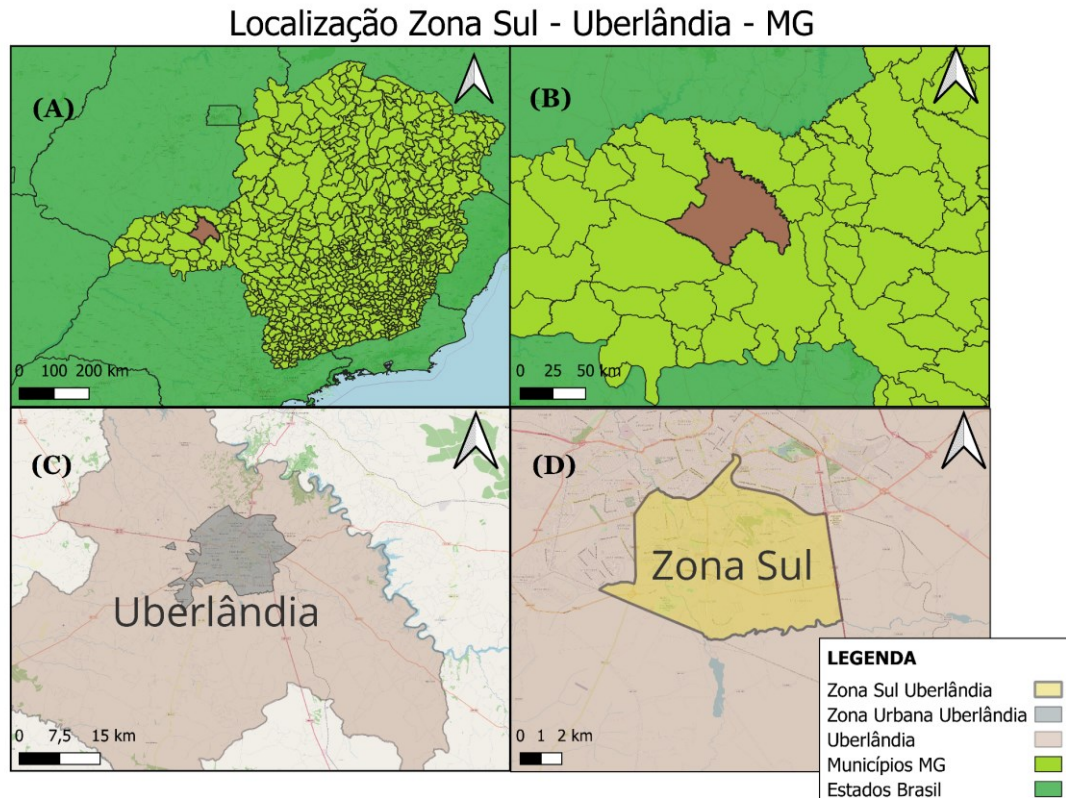 Localização Zona Sul - Uberlândia - MG
(A)
0 100 200 km
(B)
0 25 50 km
(C)
Uberlândia
0 7,5 15 km
(D)
Zona Sul
0 1 2 km
LEGENDA
Zona Sul Uberlândia
Zona Urbana Uberlândia
Uberlândia
Municípios MG
Estados Brasil